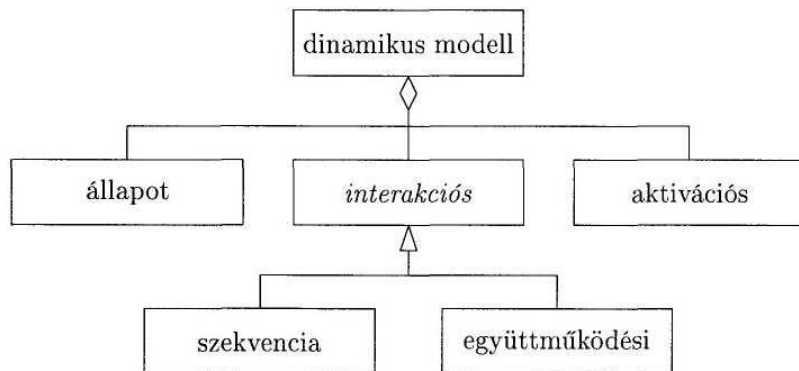 dinamikus modell
állapot
interakciós
aktivációs
szekvencia
együttműködési